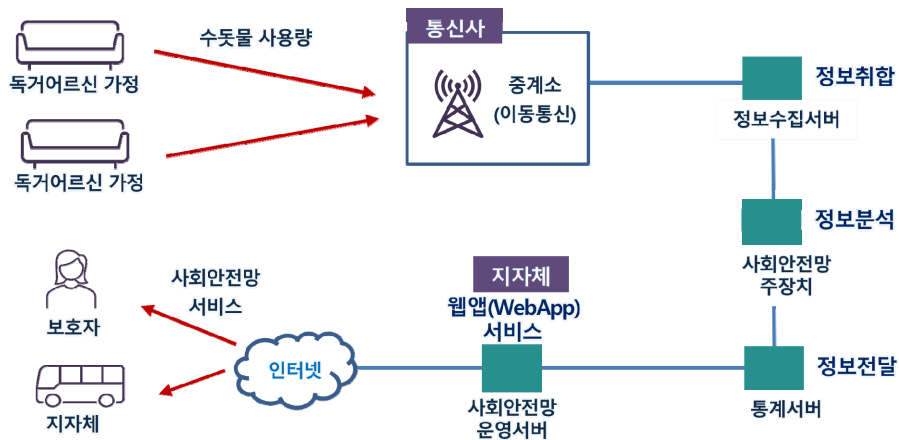 수돗물 사용량
독거어르신 가정
독거어르신 가정
통신사
중계소
(이동통신)
정보취합
정보수집서버
정보분석
사회안전망
주장치
정보전달
통계서버
지자체
웹앱(WebApp)
서비스
사회안전망
운영서버
인터넷
사회안전망
서비스
보호자
지자체